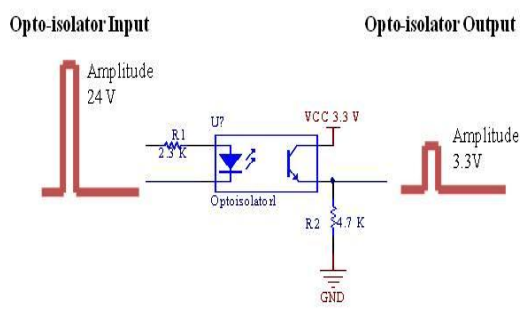 Opto-isolator Input
Opto-isolator Output
Amplitude
24 V
U?
VCC 3.3 V
R1
2.3 K
Amplitude
3.3V
Optoisolator1
R2
4.7 K
GND